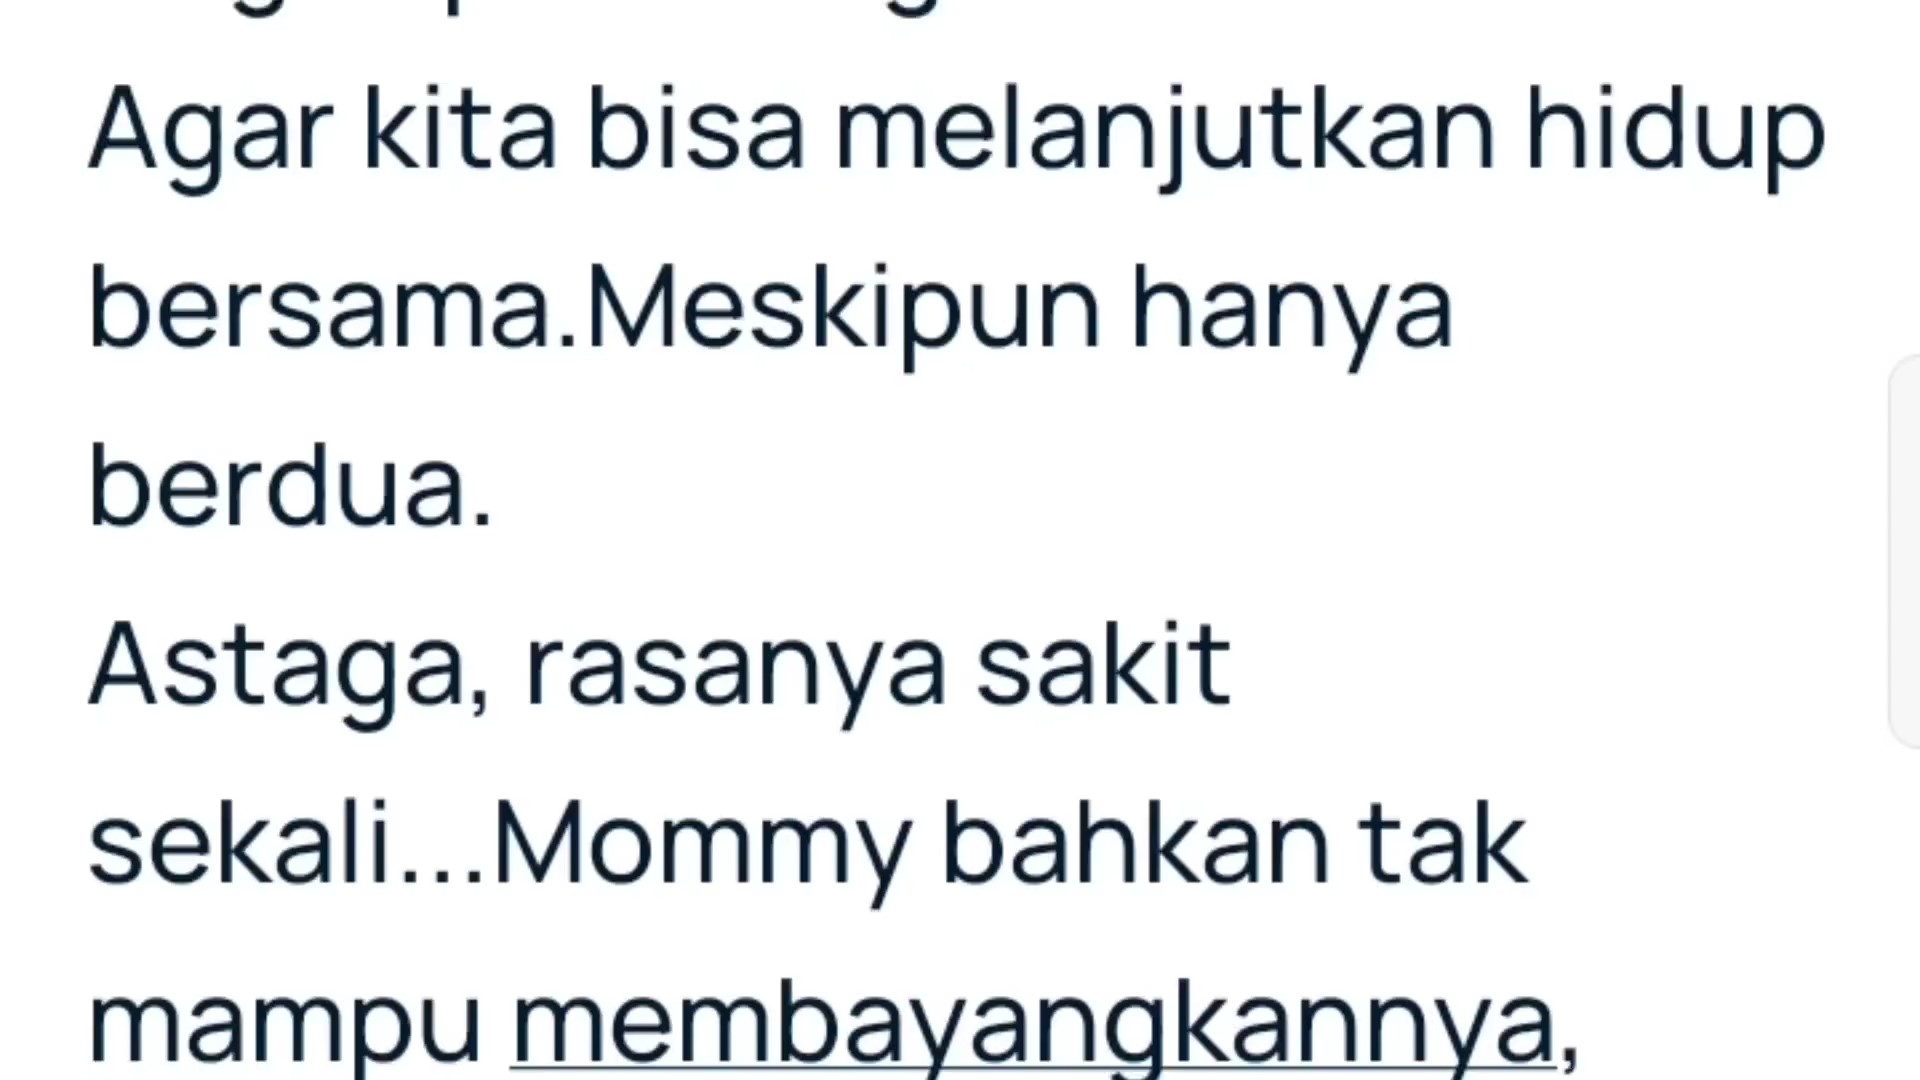 Agar kita bisa melanjutkan hidup
bersama.Meskipun hanya
berdua.
Astaga, rasanya sakit
sekali...Mommy bahkan tak
mampu membayangkannya,